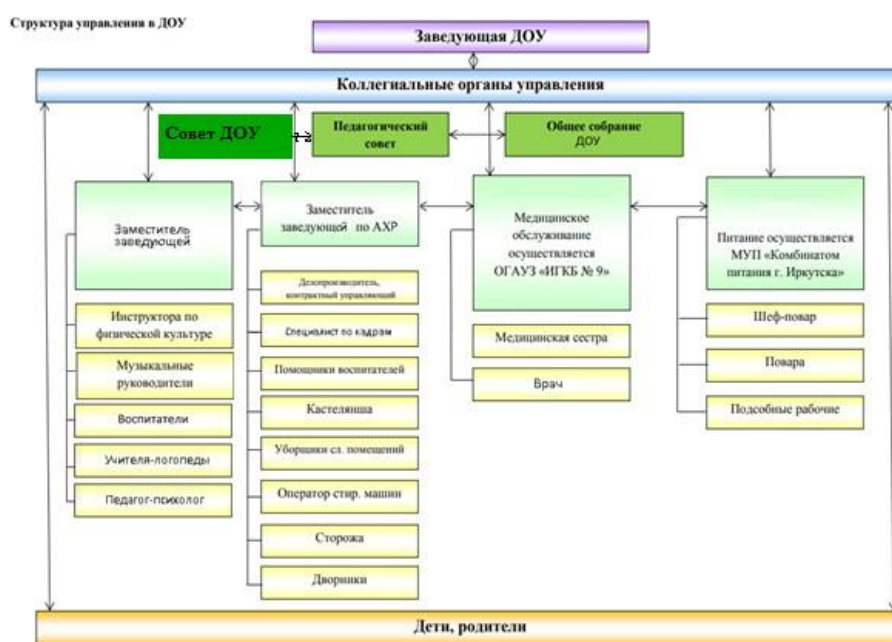 Структура управления в ДОУ
Заведующая ДОУ
Коллегиальные органы управления
Совет ДОУ
Педагогический
совет
Общее собрание
ДОУ
Заместитель
заведующей
Заместитель
заведующей по АХР
Медицинское
обслуживание
осуществляется
ОГАУЗ «ИГКБ № 9»
Питание осуществляется
МУП «Комбинатом
питания г. Иркутска»
Инструктора по
физической культуре
Музыкальные
руководители
Воспитатели
Учителя-логопеды
Педагог-психолог
Делопроизводитель,
контрактный управляющий
Специалист по кадрам
Помощники воспитателей
Кастелянша
Уборщики сл. помещений
Оператор стир. машин
Сторожа
Дворники
Медицинская сестра
Врач
Шеф-повар
Повара
Подсобные рабочие
Дети, родители